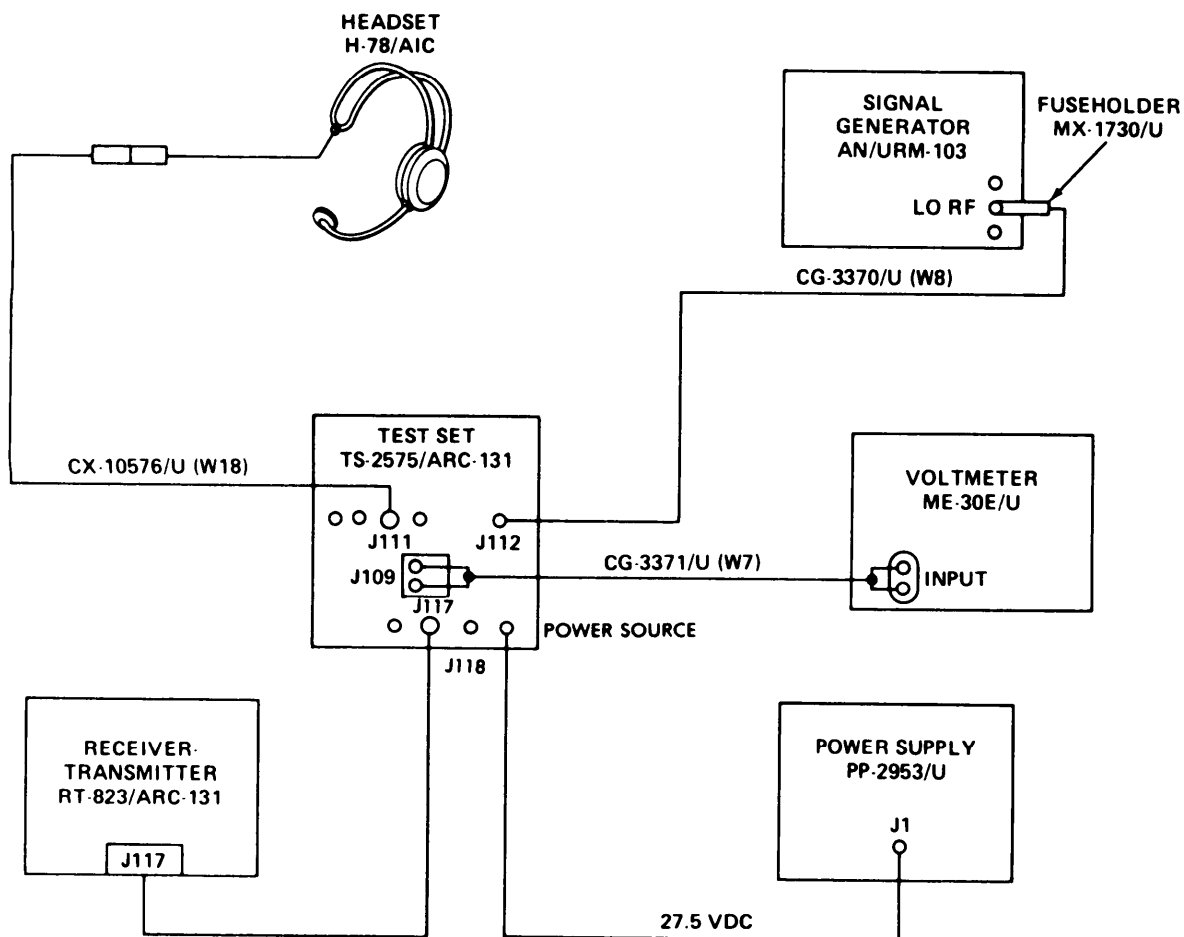 HEADSET
H-78/AIC
SIGNAL
GENERATOR
AN/URM-103
FUSEHOLDER
MX-1730/U
LO RF
CG-3370/U (W8)
TEST SET
TS-2575/ARC-131
CX-10576/U (W18)
J111
J112
J109
J117
CG-3371/U (W7)
VOLTMETER
ME-30E/U
INPUT
POWER SOURCE
J118
RECEIVER-
TRANSMITTER
RT-823/ARC-131
J117
POWER SUPPLY
PP-2953/U
J1
27.5 VDC